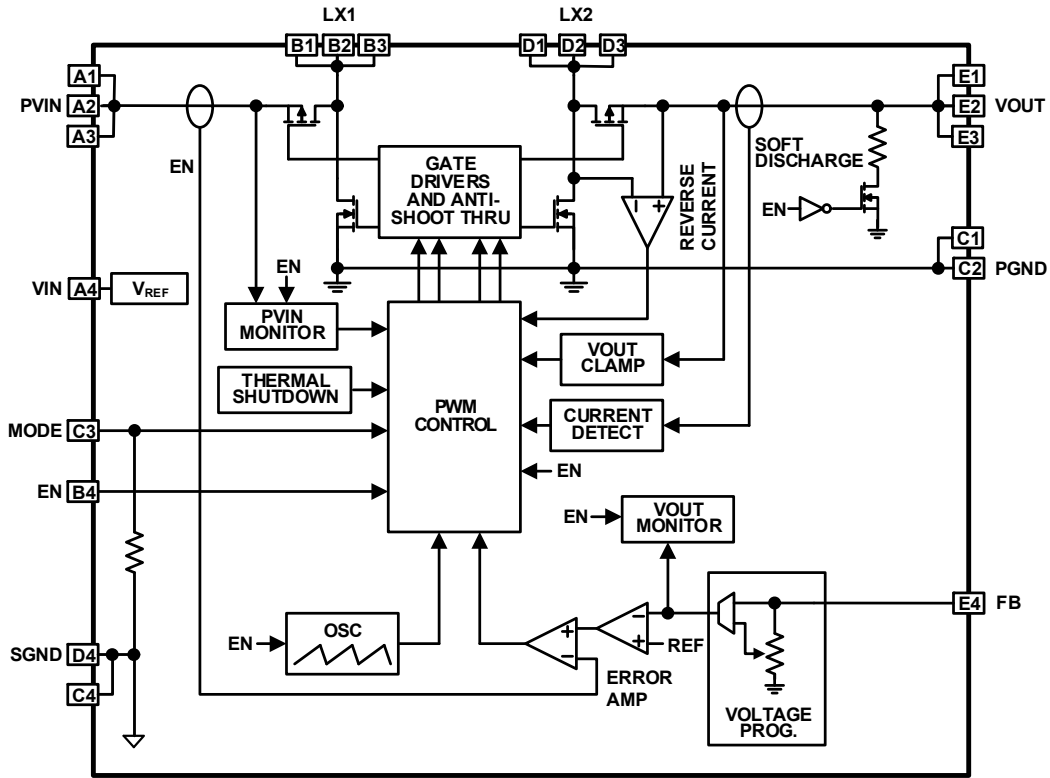 LX1
LX2
B1 B2 B3
D1 D2 D3
A1
PVIN A2
A3
E1
E2 VOUT
E3
EN
GATE
DRIVERS
AND ANTI-
SHOOT THRU
REVERSE
CURRENT
SOFT
DISCHARGE
EN
C1
C2 PGND
VIN A4
VREF
EN
PVIN
MONITOR
VOUT
CLAMP
THERMAL
SHUTDOWN
PWM
CONTROL
CURRENT
DETECT
MODE C3
EN
EN B4
EN
VOUT
MONITOR
E4 FB
EN
OSC
REF
ERROR
AMP
SGND D4
C4
VOLTAGE
PROG.